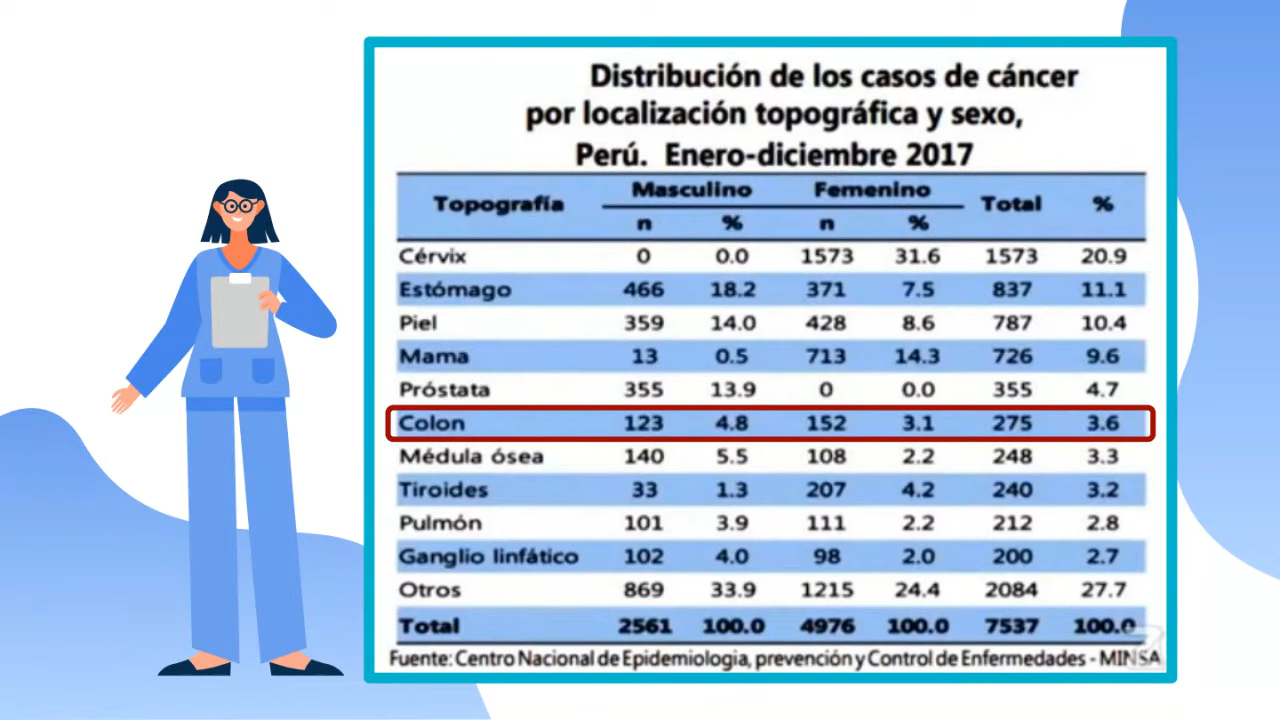 Distribución de los casos de cáncer
por localización topográfica y sexo,
Perú. Enero-diciembre 2017
Topografía Masculino Femenino Total %
n % n %
Cérvix 0 0.0 1573 31.6 1573 20.9
Estómago 466 18.2 371 7.5 837 11.1
Piel 359 14.0 428 8.6 787 10.4
Mama 13 0.5 713 14.3 726 9.6
Próstata 355 13.9 0 0.0 355 4.7
Colon 123 4.8 152 3.1 275 3.6
Médula ósea 140 5.5 108 2.2 248 3.3
Tiroides 33 1.3 207 4.2 240 3.2
Pulmón 101 3.9 111 2.2 212 2.8
Ganglio linfático 102 4.0 98 2.0 200 2.7
Otros 869 33.9 1215 24.4 2084 27.7
Total 2561 100.0 4976 100.0 7537 100.0
Fuente: Centro Nacional de Epidemiologia, prevención y Control de Enfermedades - MINSA